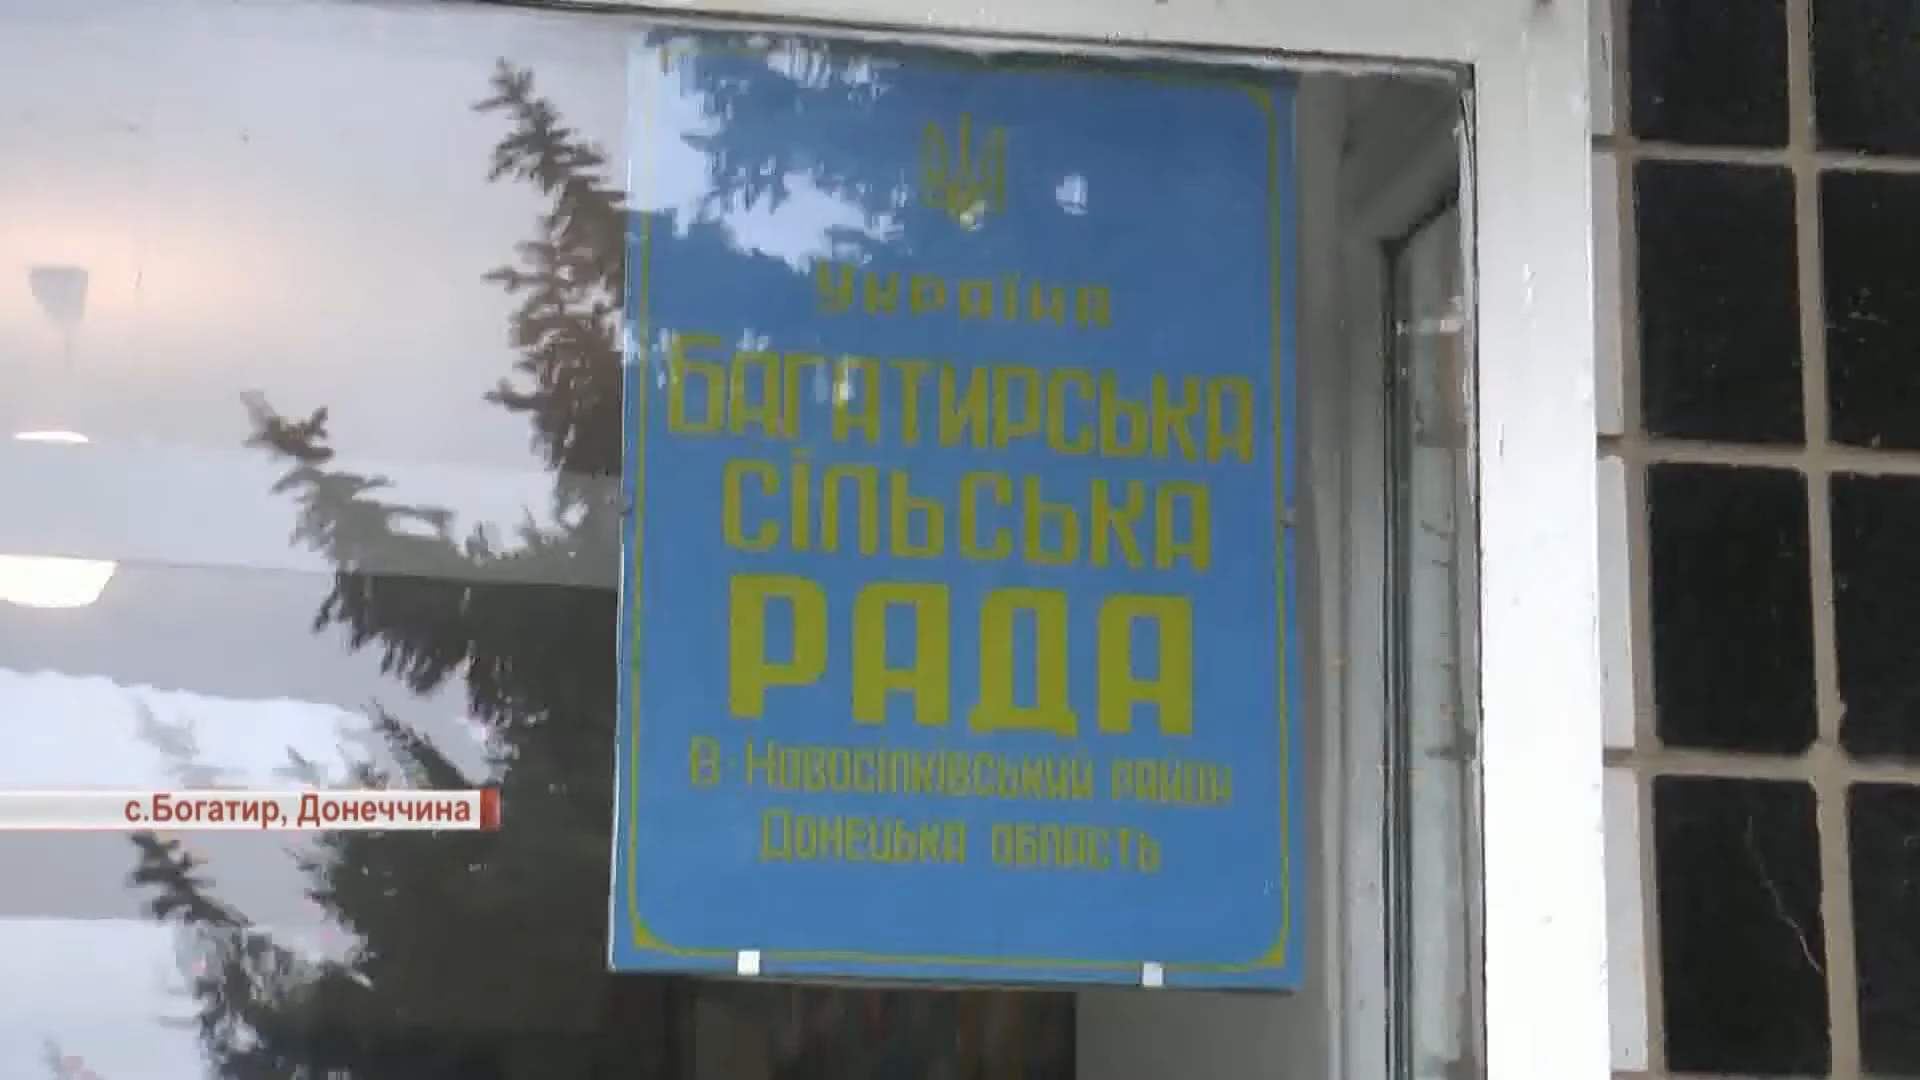 Україна
Багатирська
сільська
рада
В-Новосілківський район
Донецька область
с.Богатир, Донеччина